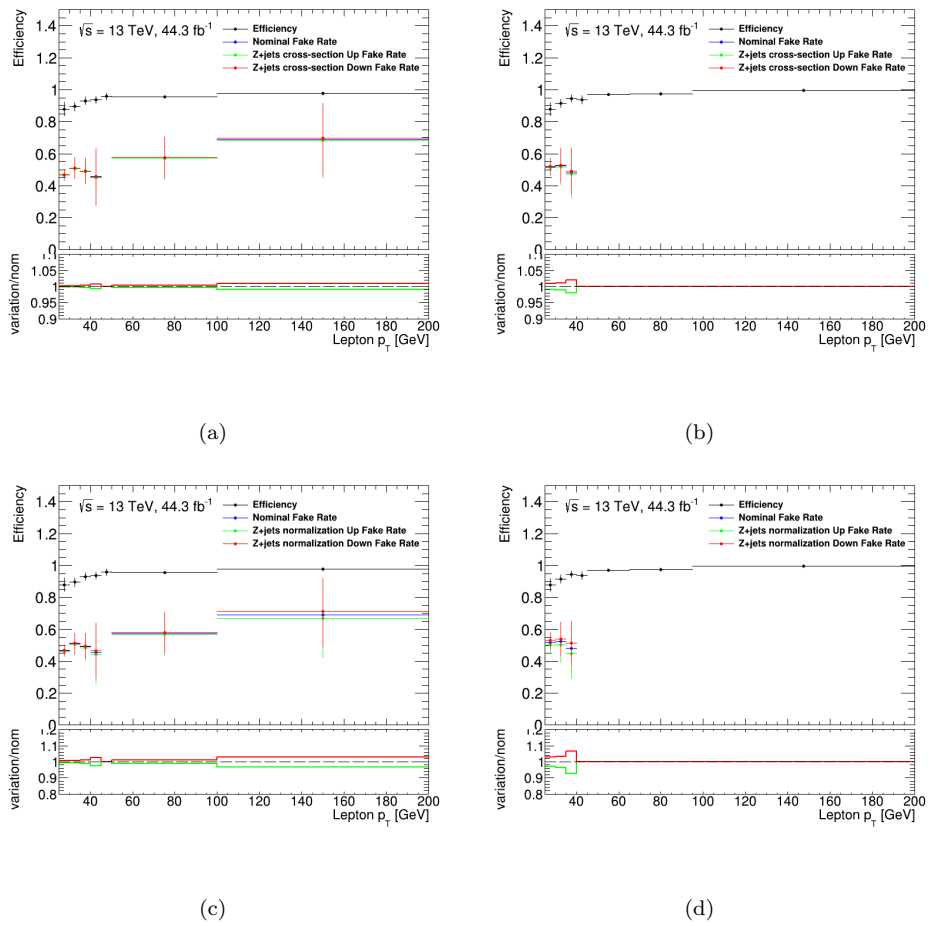 Efficiency
1.4
1.2
1
0.8
0.6
0.4
0.2
0
√s = 13 TeV, 44.3 fb⁻¹
Efficiency
Nominal Fake Rate
Z+jets cross-section Up Fake Rate
Z+jets cross-section Down Fake Rate
variation/nom
1.1
1.05
1
0.95
0.9
40 60 80 100 120 140 160 180 200
Lepton p_T [GeV]
(a)
Efficiency
1.4
1.2
1
0.8
0.6
0.4
0.2
0
√s = 13 TeV, 44.3 fb⁻¹
Efficiency
Nominal Fake Rate
Z+jets cross-section Up Fake Rate
Z+jets cross-section Down Fake Rate
variation/nom
1.1
1.05
1
0.95
0.9
40 60 80 100 120 140 160 180 200
Lepton p_T [GeV]
(b)
Efficiency
1.4
1.2
1
0.8
0.6
0.4
0.2
0
√s = 13 TeV, 44.3 fb⁻¹
Efficiency
Nominal Fake Rate
Z+jets normalization Up Fake Rate
Z+jets normalization Down Fake Rate
variation/nom
1.2
1.1
1
0.9
0.8
40 60 80 100 120 140 160 180 200
Lepton p_T [GeV]
(c)
Efficiency
1.4
1.2
1
0.8
0.6
0.4
0.2
0
√s = 13 TeV, 44.3 fb⁻¹
Efficiency
Nominal Fake Rate
Z+jets normalization Up Fake Rate
Z+jets normalization Down Fake Rate
variation/nom
1.2
1.1
1
0.9
0.8
40 60 80 100 120 140 160 180 200
Lepton p_T [GeV]
(d)